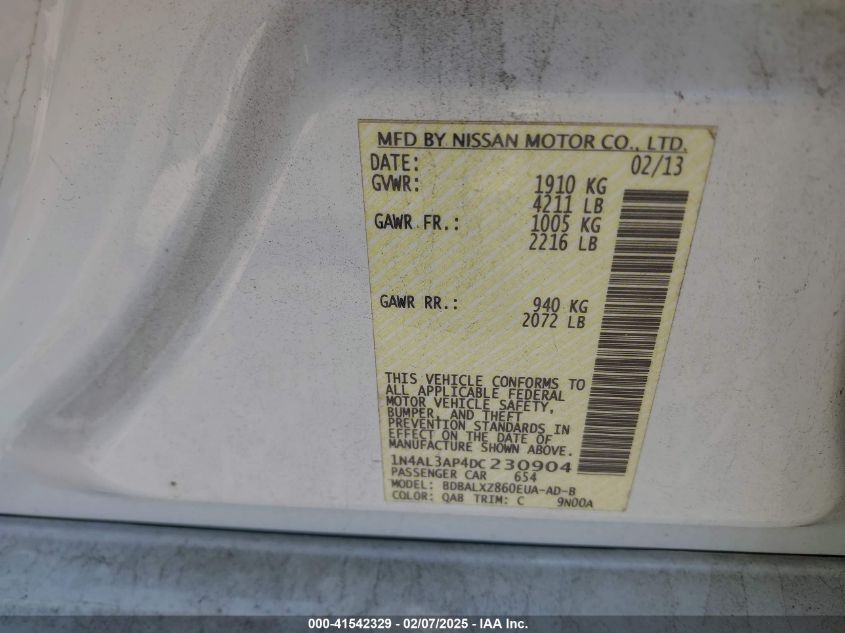 MFD BY NISSAN MOTOR CO., LTD.
DATE: 02/13
GVWR: 1910 KG
4211 LB
GAWR FR.: 1005 KG
2216 LB
GAWR RR.: 940 KG
2072 LB
THIS VEHICLE CONFORMS TO
ALL APPLICABLE FEDERAL
MOTOR VEHICLE SAFETY,
BUMPER, AND THEFT
PREVENTION STANDARDS IN
EFFECT ON THE DATE OF
MANUFACTURE SHOWN ABOVE.
1N4AL3AP4DC230904
PASSENGER CAR 654
MODEL: BDBALXZ860EUA-AD-B
COLOR: QAB TRIM: C 9N00A
000-41542329 - 02/07/2025 - IAA Inc.